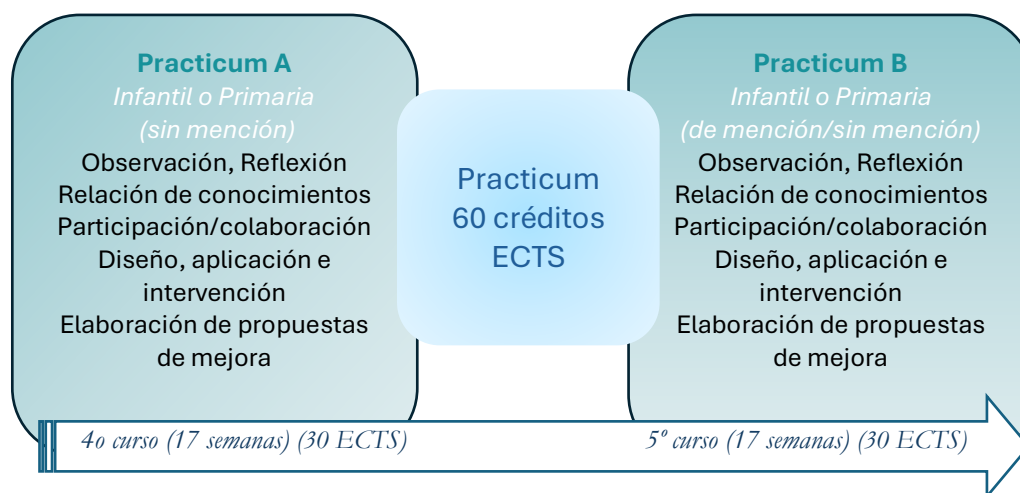 Practicum A
Infantil o Primaria
(sin mención)
Observación, Reflexión
Relación de conocimientos
Participación/colaboración
Diseño, aplicación e
intervención
Elaboración de propuestas
de mejora
Practicum
60 créditos
ECTS
Practicum B
Infantil o Primaria
(de mención/sin mención)
Observación, Reflexión
Relación de conocimientos
Participación/colaboración
Diseño, aplicación e
intervención
Elaboración de propuestas
de mejora
4o curso (17 semanas) (30 ECTS)
5º curso (17 semanas) (30 ECTS)